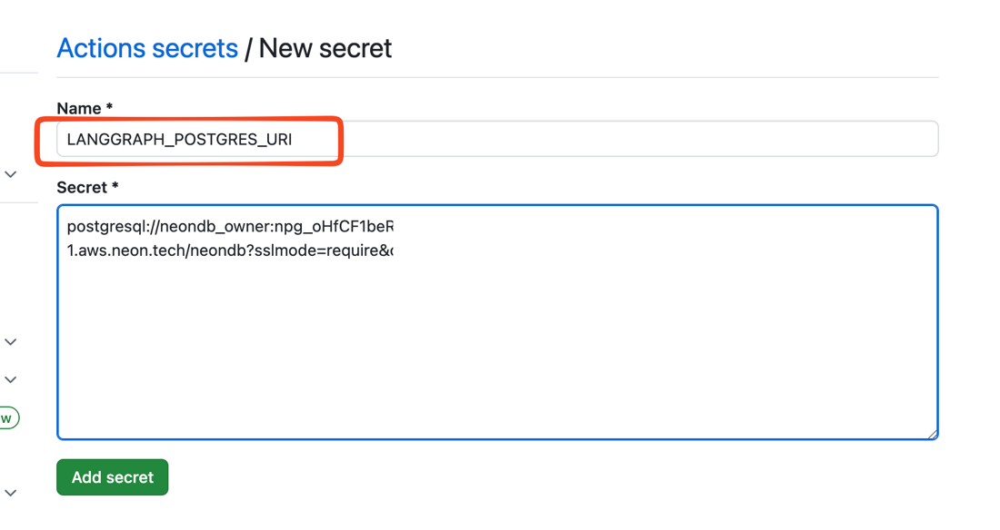 Actions secrets / New secret
Name *
LANGGRAPH_POSTGRES_URI
Secret *
postgresql://neondb_owner:npg_oHfCF1beR
1.aws.neon.tech/neondb?sslmode=require&c
w
Add secret